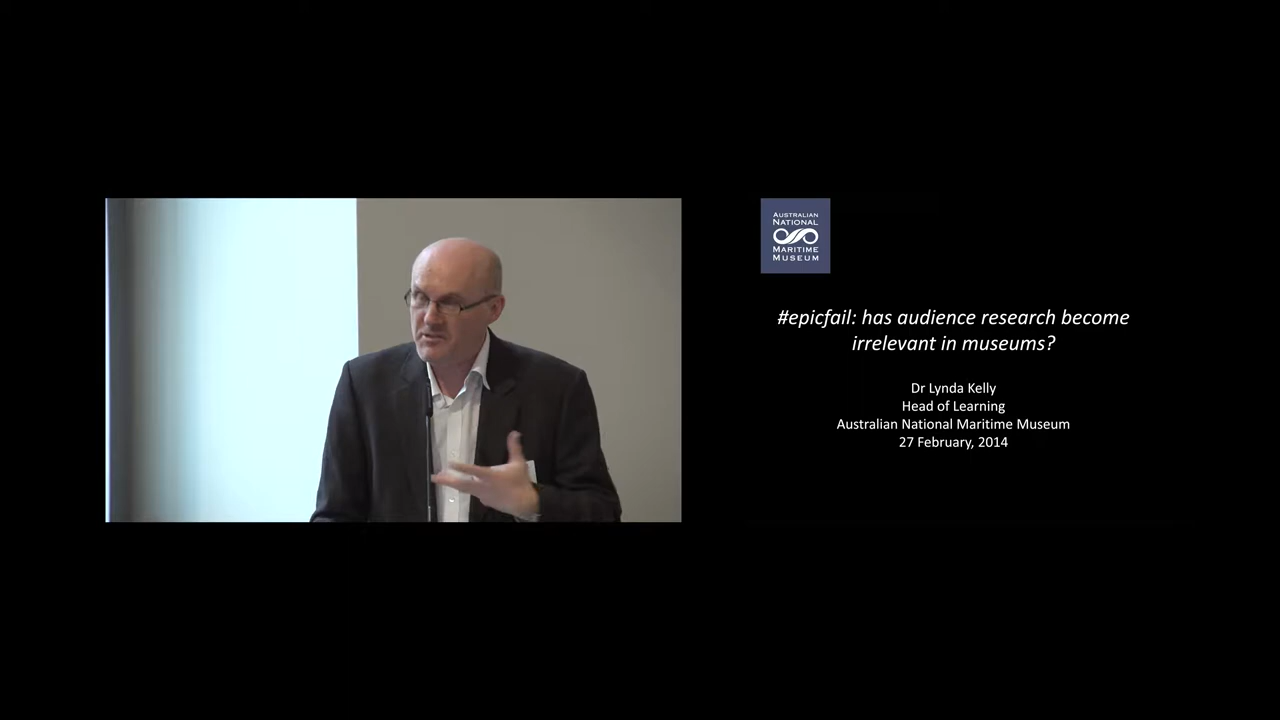 AUSTRALIAN
NATIONAL
MARITIME
MUSEUM
#epicfail: has audience research become
irrelevant in museums?
Dr Lynda Kelly
Head of Learning
Australian National Maritime Museum
27 February, 2014